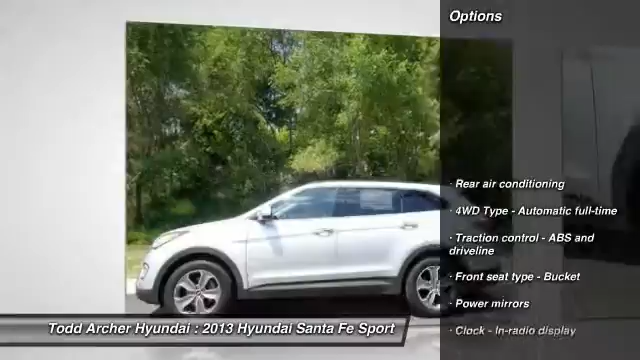 Options
· Rear air conditioning
· 4WD Type - Automatic full-time
· Traction control - ABS and
driveline
· Front seat type - Bucket
· Power mirrors
· Clock - In-radio display
Todd Archer Hyundai : 2013 Hyundai Santa Fe Sport